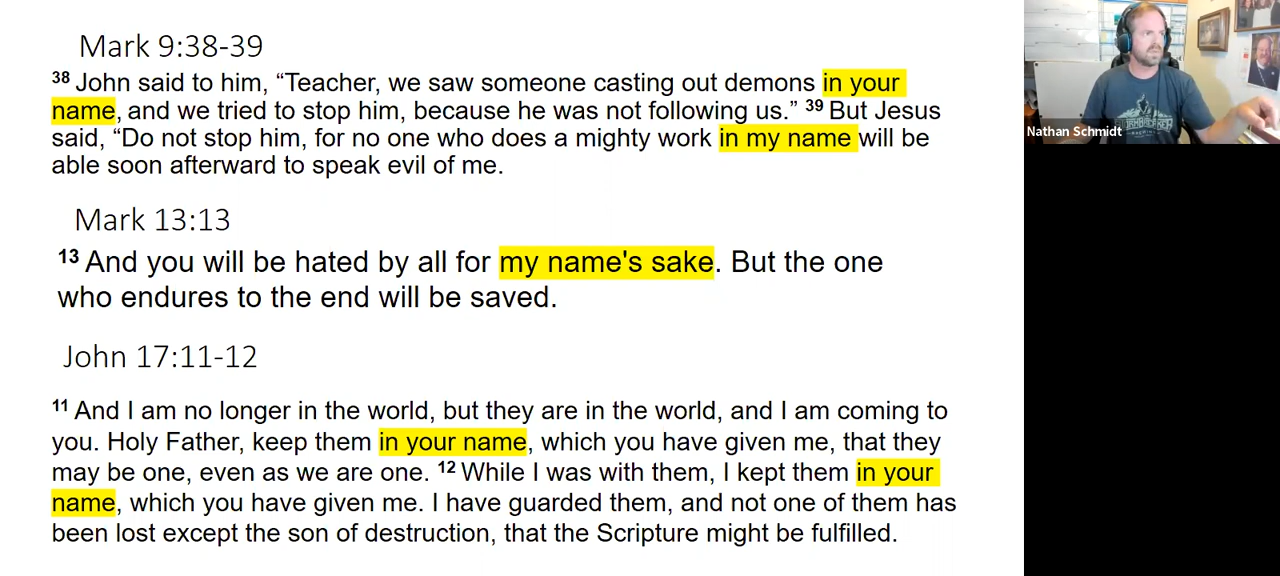 Mark 9:38-39
38 John said to him, “Teacher, we saw someone casting out demons in your
name, and we tried to stop him, because he was not following us.” 39 But Jesus
said, “Do not stop him, for no one who does a mighty work in my name will be
able soon afterward to speak evil of me.
Mark 13:13
13 And you will be hated by all for my name's sake. But the one
who endures to the end will be saved.
John 17:11-12
11 And I am no longer in the world, but they are in the world, and I am coming to
you. Holy Father, keep them in your name, which you have given me, that they
may be one, even as we are one. 12 While I was with them, I kept them in your
name, which you have given me. I have guarded them, and not one of them has
been lost except the son of destruction, that the Scripture might be fulfilled.
Nathan Schmidt